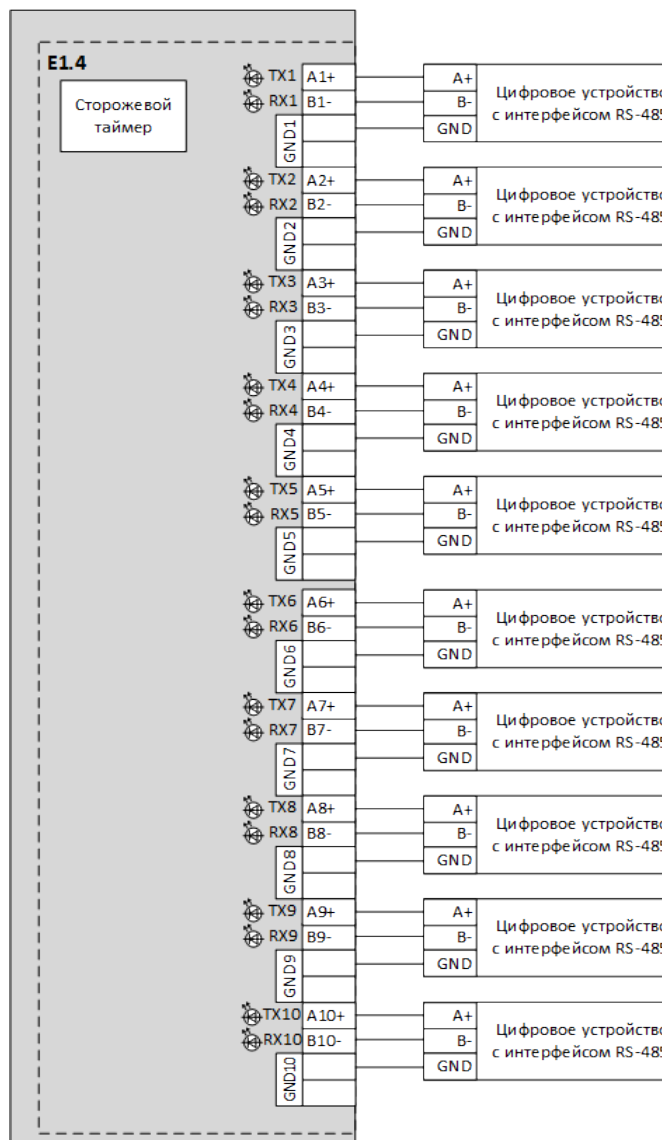 E1.4
Сторожевой
таймер
TX1 A1+ A+
RX1 B1- B-
GND1 GND
Цифровое устройство
с интерфейсом RS-485
TX2 A2+ A+
RX2 B2- B-
GND2 GND
Цифровое устройство
с интерфейсом RS-485
TX3 A3+ A+
RX3 B3- B-
GND3 GND
Цифровое устройство
с интерфейсом RS-485
TX4 A4+ A+
RX4 B4- B-
GND4 GND
Цифровое устройство
с интерфейсом RS-485
TX5 A5+ A+
RX5 B5- B-
GND5 GND
Цифровое устройство
с интерфейсом RS-485
TX6 A6+ A+
RX6 B6- B-
GND6 GND
Цифровое устройство
с интерфейсом RS-485
TX7 A7+ A+
RX7 B7- B-
GND7 GND
Цифровое устройство
с интерфейсом RS-485
TX8 A8+ A+
RX8 B8- B-
GND8 GND
Цифровое устройство
с интерфейсом RS-485
TX9 A9+ A+
RX9 B9- B-
GND9 GND
Цифровое устройство
с интерфейсом RS-485
TX10 A10+ A+
RX10 B10- B-
GND10 GND
Цифровое устройство
с интерфейсом RS-485